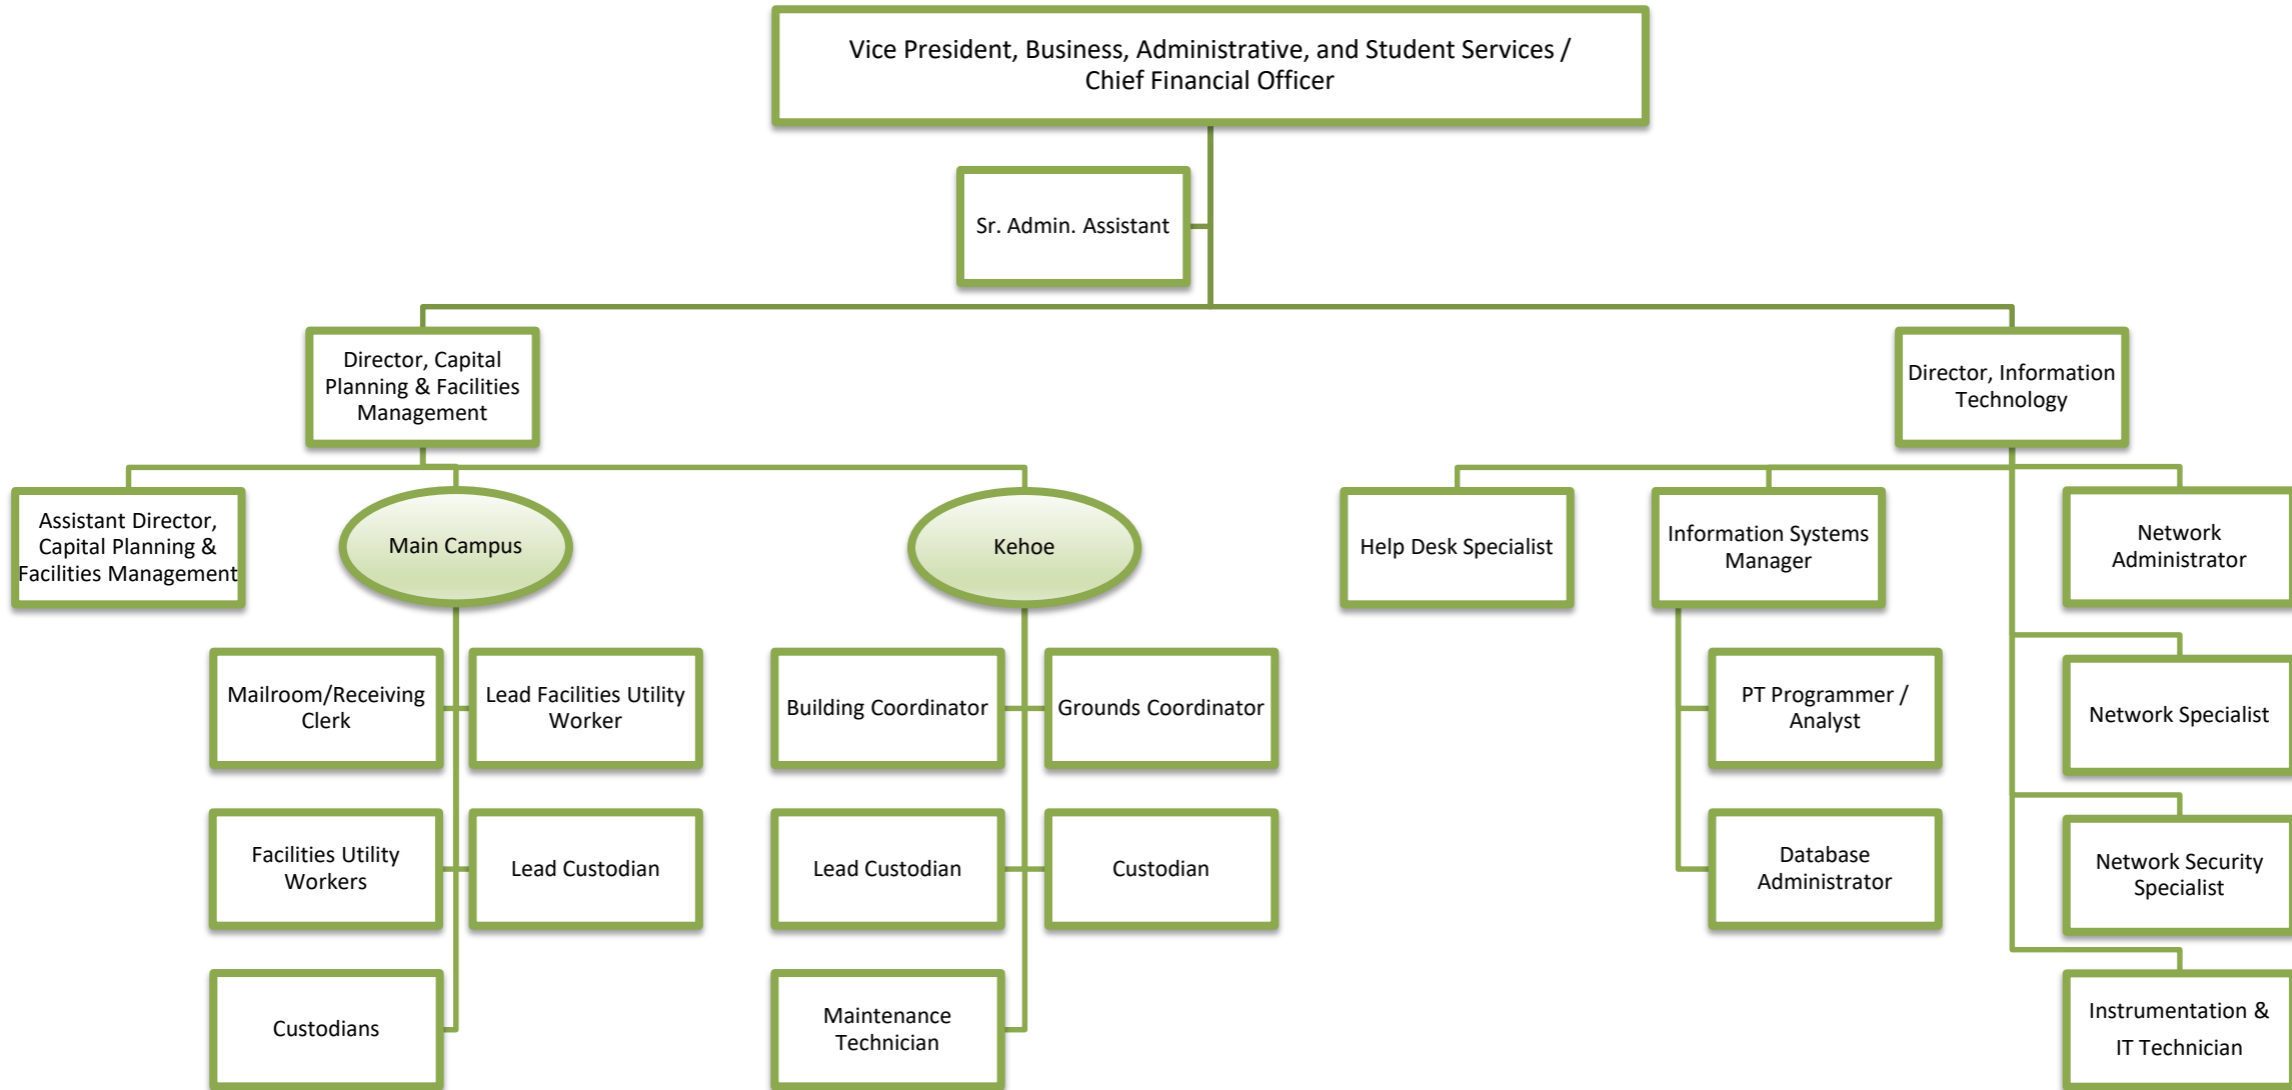 Vice President, Business, Administrative, and Student Services /
Chief Financial Officer
Sr. Admin. Assistant
Director, Capital
Planning & Facilities
Management
Director, Information
Technology
Assistant Director,
Capital Planning &
Facilities Management
Main Campus
Kehoe
Help Desk Specialist
Information Systems
Manager
Network
Administrator
Mailroom/Receiving
Clerk
Lead Facilities Utility
Worker
Building Coordinator
Grounds Coordinator
PT Programmer /
Analyst
Network Specialist
Facilities Utility
Workers
Lead Custodian
Lead Custodian
Custodian
Database
Administrator
Network Security
Specialist
Custodians
Maintenance
Technician
Instrumentation &
IT Technician